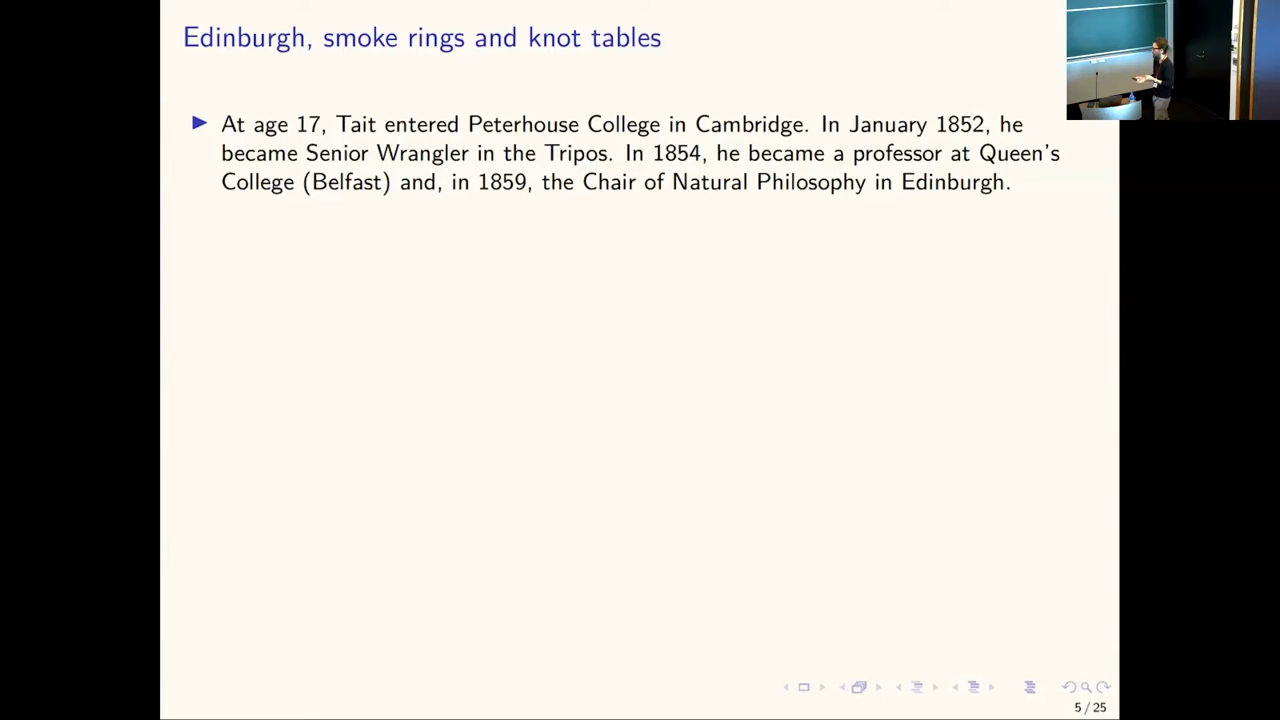 Edinburgh, smoke rings and knot tables
At age 17, Tait entered Peterhouse College in Cambridge. In January 1852, he
became Senior Wrangler in the Tripos. In 1854, he became a professor at Queen's
College (Belfast) and, in 1859, the Chair of Natural Philosophy in Edinburgh.
5 / 25